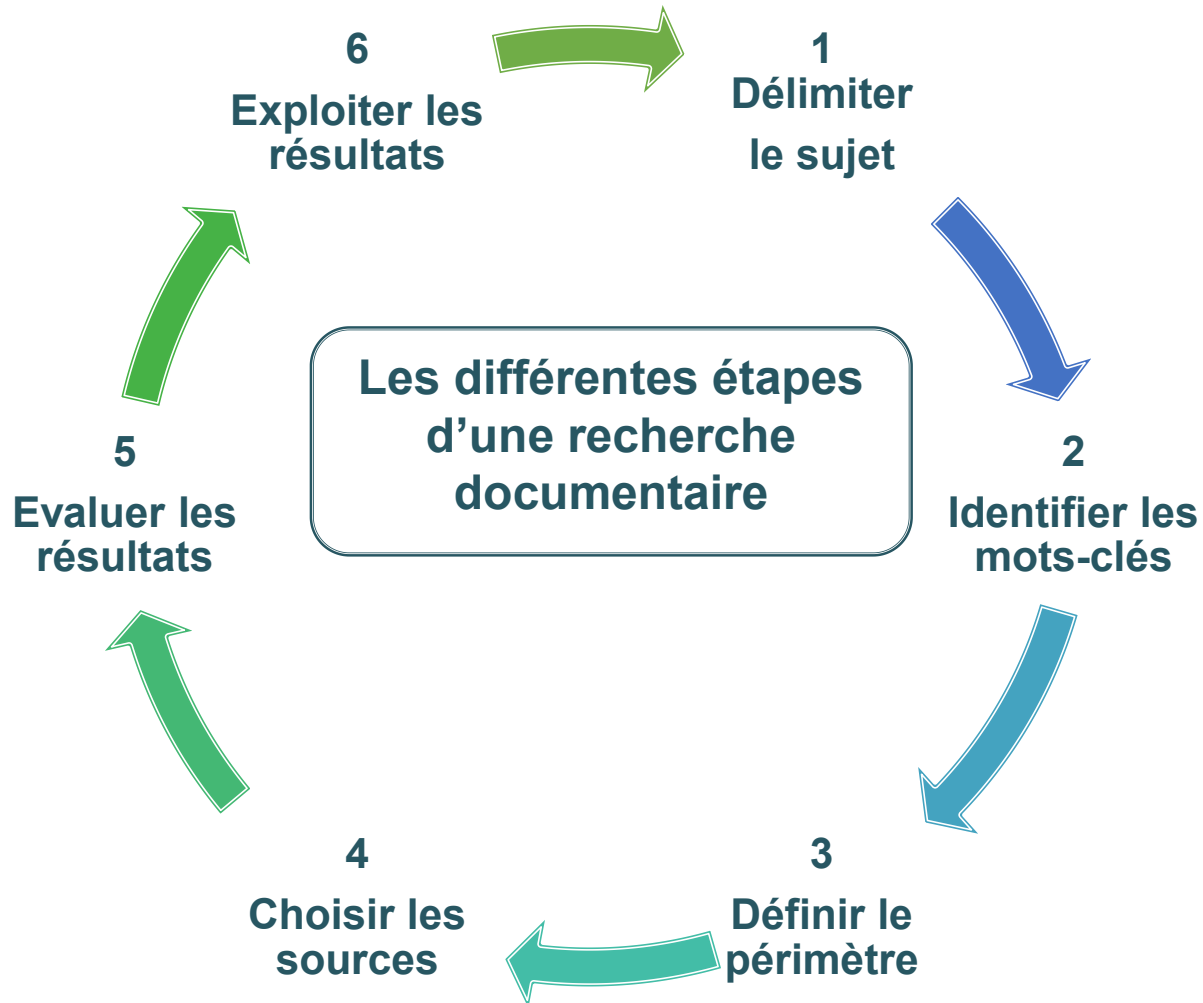 Les différentes étapes
d’une recherche
documentaire
1
Délimiter
le sujet
2
Identifier les
mots-clés
3
Définir le
périmètre
4
Choisir les
sources
5
Evaluer les
résultats
6
Exploiter les
résultats